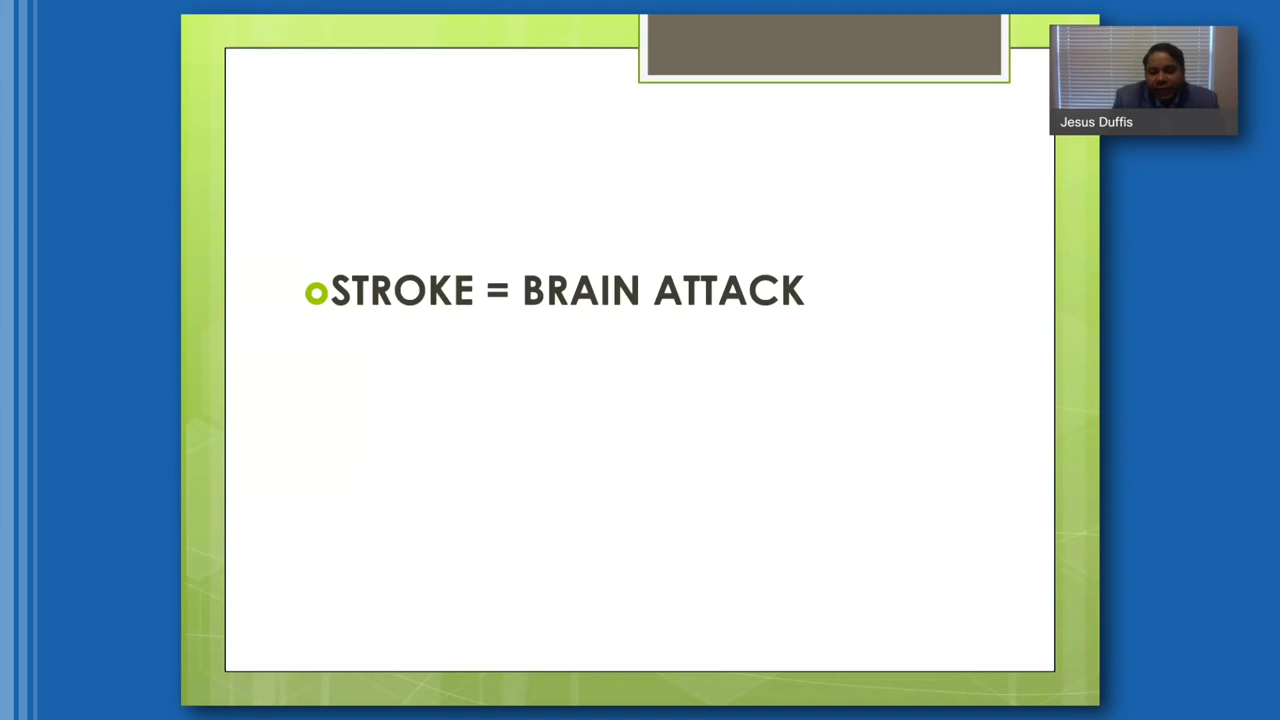 Jesus Duffis
STROKE = BRAIN ATTACK